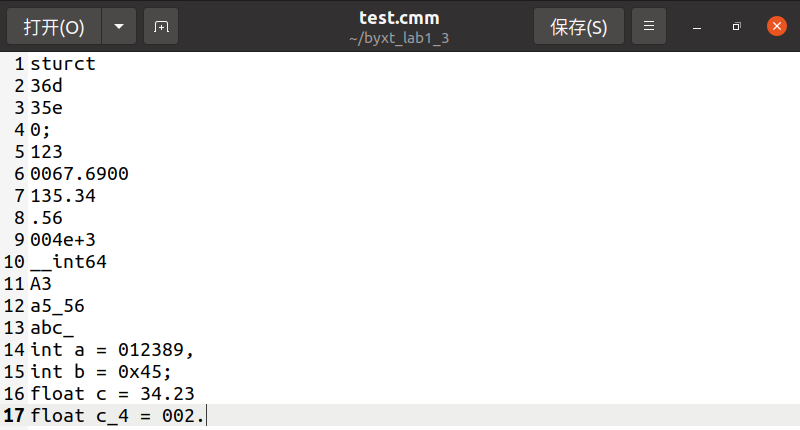 打开(O)
test.cmm
~/byxt_lab1_3
保存(S)
1 sturct
2 36d
3 35e
4 0;
5 123
6 0067.6900
7 135.34
8 .56
9 004e+3
10 __int64
11 A3
12 a5_56
13 abc_
14 int a = 012389,
15 int b = 0x45;
16 float c = 34.23
17 float c_4 = 002.